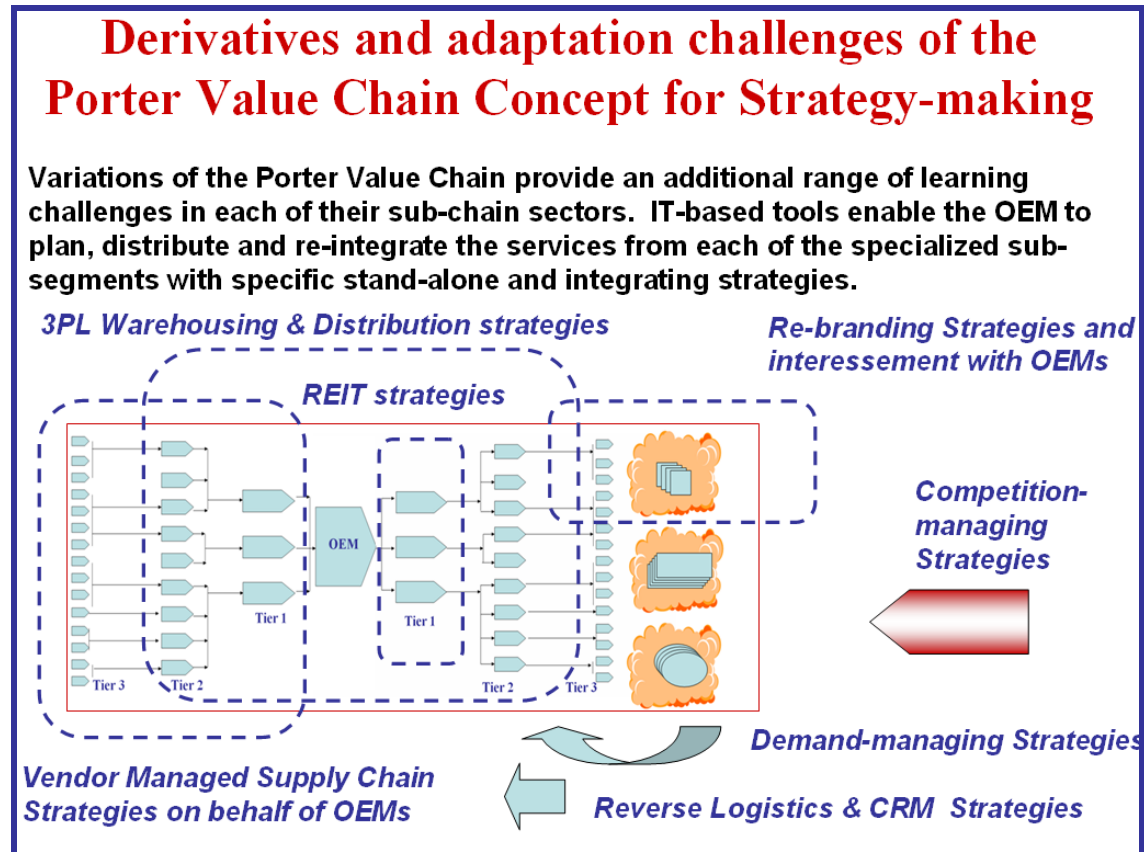 Derivatives and adaptation challenges of the
Porter Value Chain Concept for Strategy-making
Variations of the Porter Value Chain provide an additional range of learning
challenges in each of their sub-chain sectors.  IT-based tools enable the OEM to
plan, distribute and re-integrate the services from each of the specialized sub-
segments with specific stand-alone and integrating strategies.
3PL Warehousing & Distribution strategies
Re-branding Strategies and
interessement with OEMs
REIT strategies
Competition-
managing
Strategies
OEM
Tier 1
Tier 1
Tier 3
Tier 2
Tier 2
Tier 3
Demand-managing Strategies
Vendor Managed Supply Chain
Strategies on behalf of OEMs
Reverse Logistics & CRM  Strategies